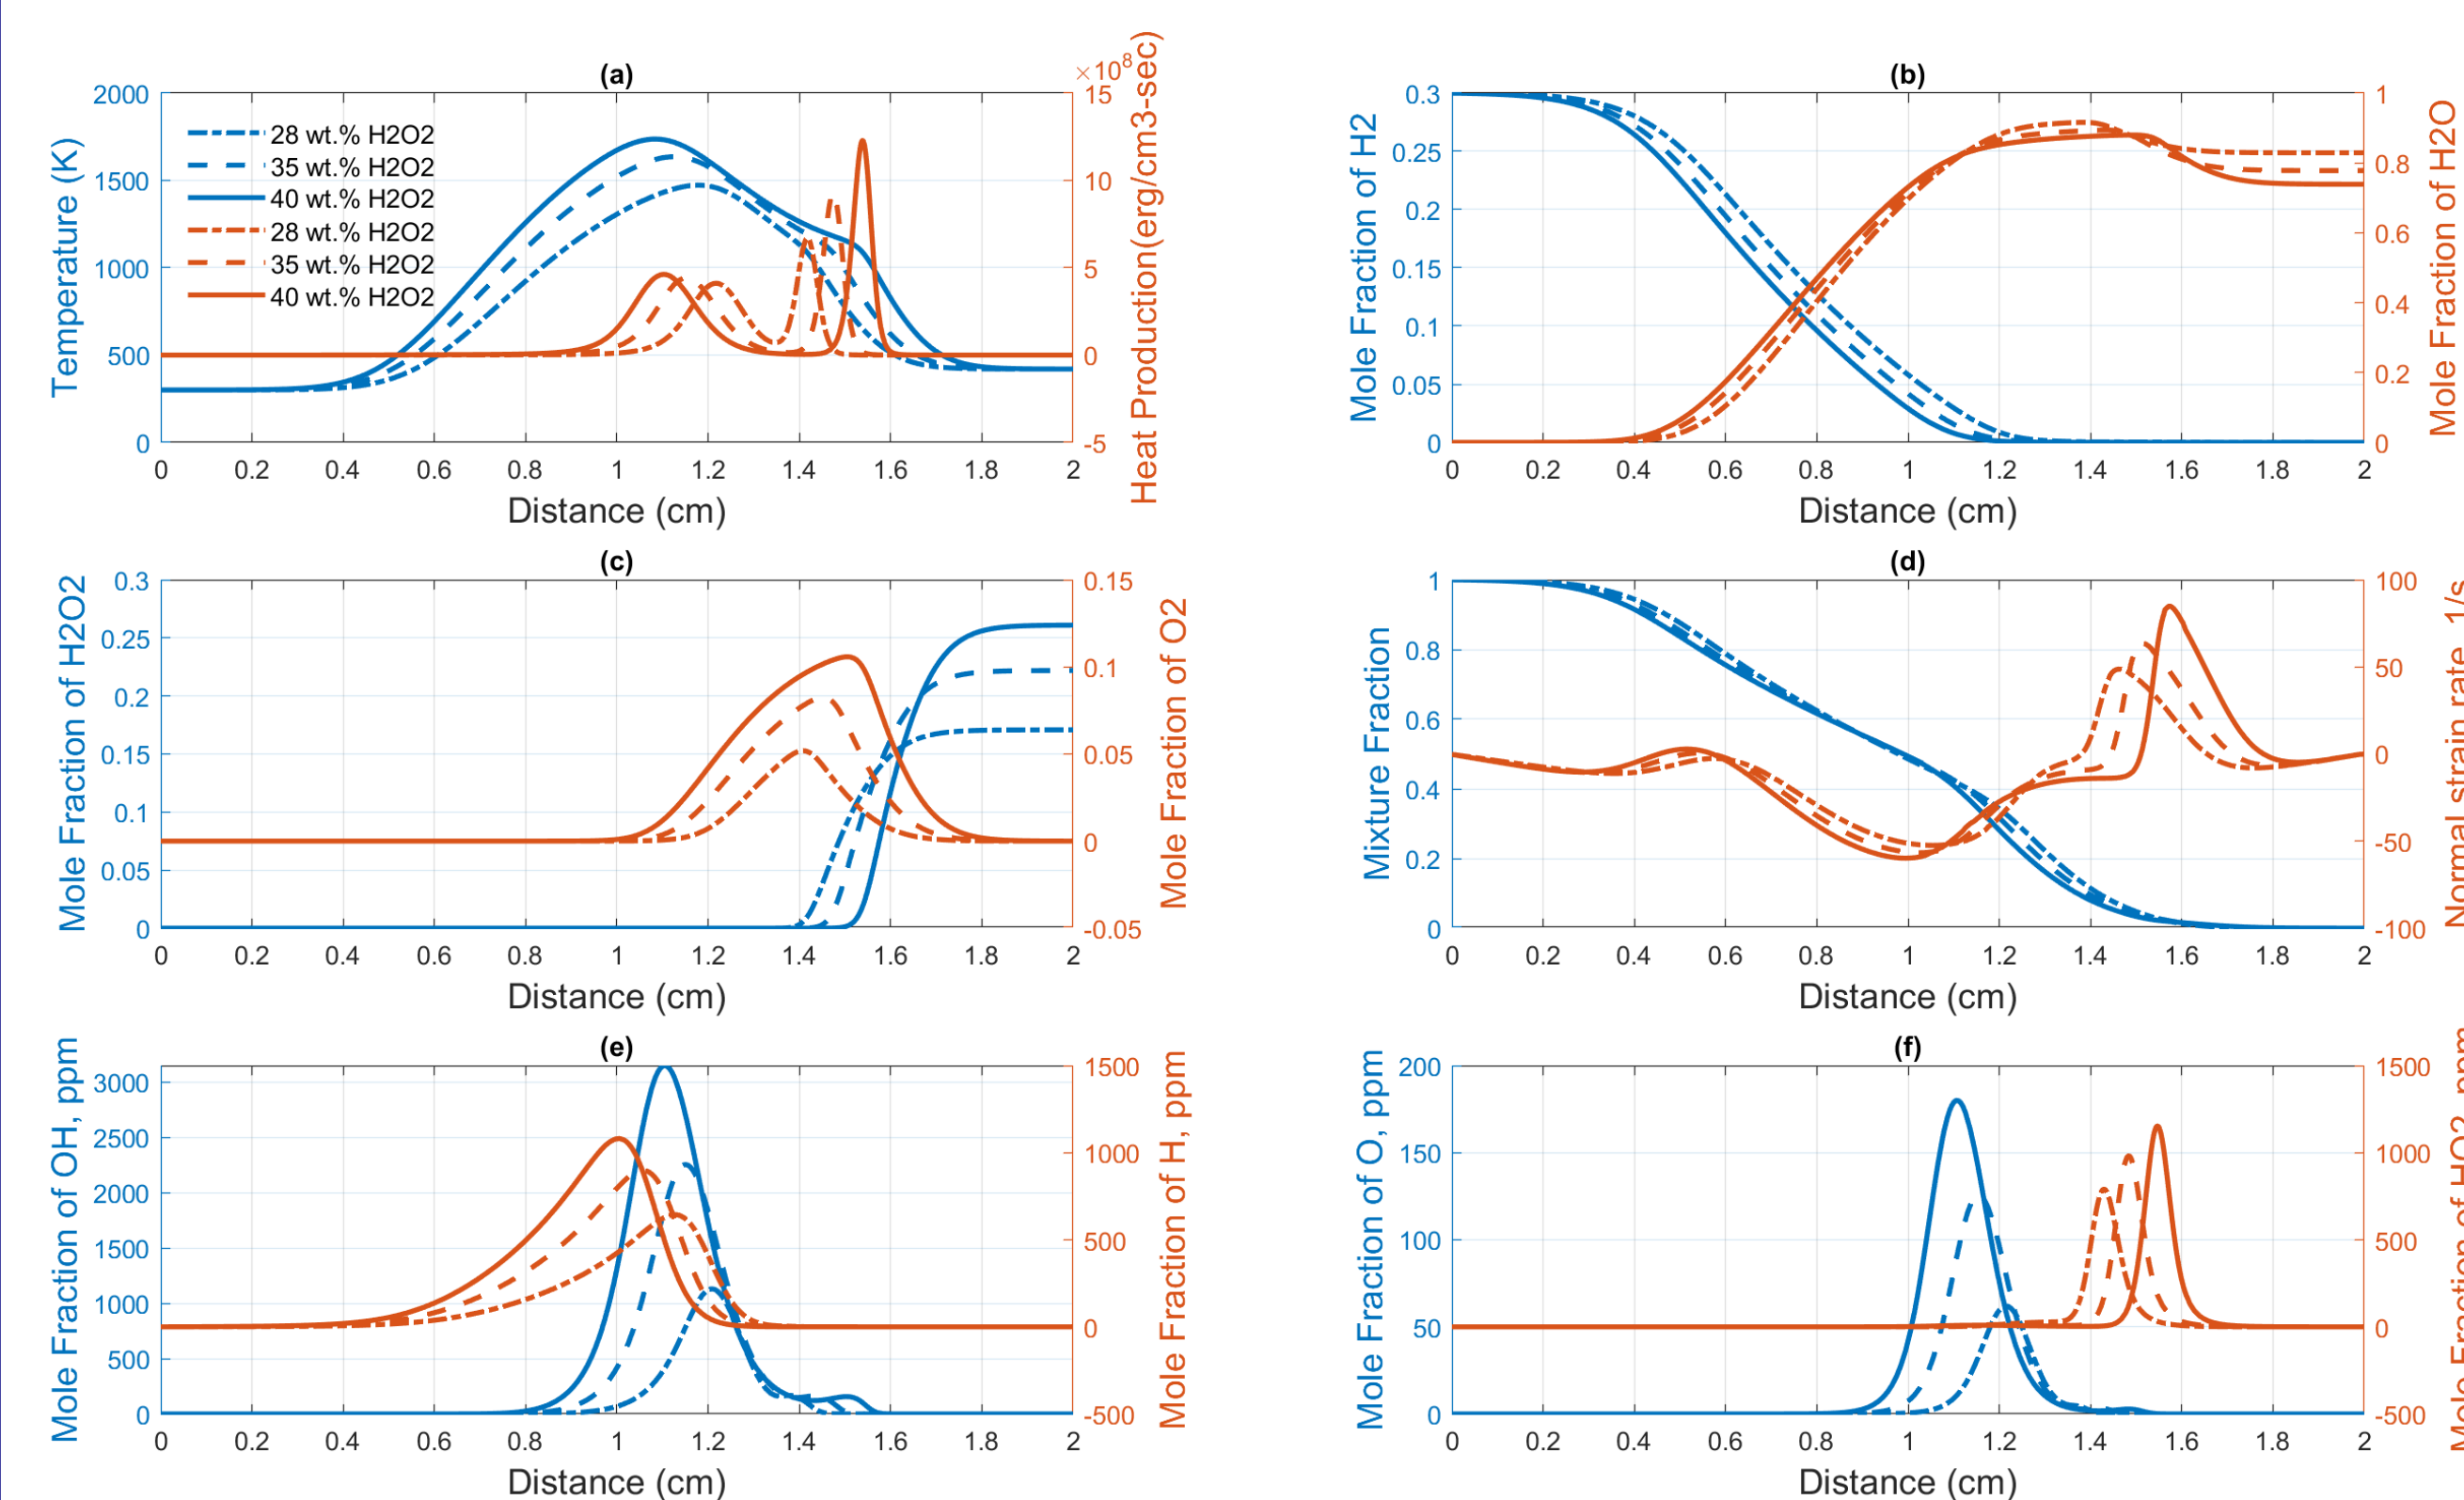 (a)
×10^8
2000
1500
1000
500
0
Temperature (K)
28 wt.% H2O2
35 wt.% H2O2
40 wt.% H2O2
28 wt.% H2O2
35 wt.% H2O2
40 wt.% H2O2
15
10
5
0
-5
Heat Production(erg/cm3-sec)
0 0.2 0.4 0.6 0.8 1 1.2 1.4 1.6 1.8 2
Distance (cm)
(b)
0.3
0.25
0.2
0.15
0.1
0.05
0
Mole Fraction of H2
1
0.8
0.6
0.4
0.2
0
Mole Fraction of H2O
0 0.2 0.4 0.6 0.8 1 1.2 1.4 1.6 1.8 2
Distance (cm)
(c)
0.3
0.25
0.2
0.15
0.1
0.05
0
Mole Fraction of H2O2
0.15
0.1
0.05
0
-0.05
Mole Fraction of O2
0 0.2 0.4 0.6 0.8 1 1.2 1.4 1.6 1.8 2
Distance (cm)
(d)
1
0.8
0.6
0.4
0.2
0
Mixture Fraction
100
50
0
-50
-100
Normal strain rate, 1/s
0 0.2 0.4 0.6 0.8 1 1.2 1.4 1.6 1.8 2
Distance (cm)
(e)
3000
2500
2000
1500
1000
500
0
Mole Fraction of OH, ppm
1500
1000
500
0
-500
Mole Fraction of H, ppm
0 0.2 0.4 0.6 0.8 1 1.2 1.4 1.6 1.8 2
Distance (cm)
(f)
200
150
100
50
0
Mole Fraction of O, ppm
1500
1000
500
0
-500
Mole Fraction of HO2, ppm
0 0.2 0.4 0.6 0.8 1 1.2 1.4 1.6 1.8 2
Distance (cm)